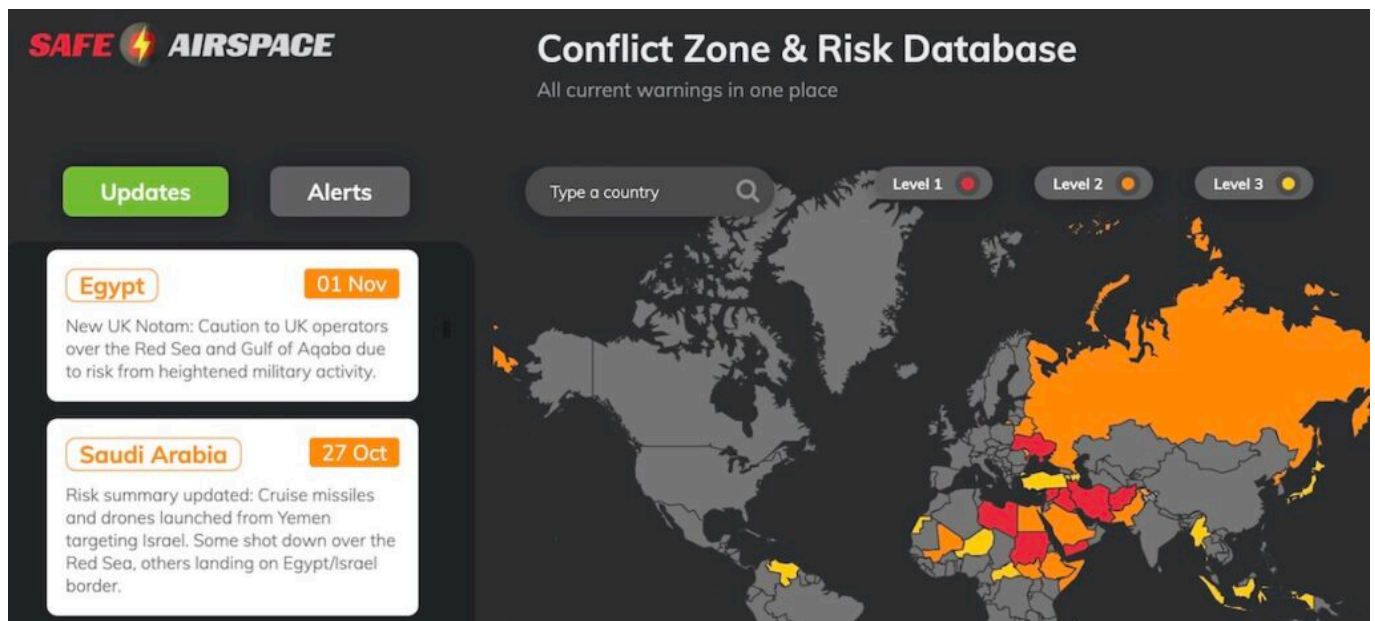 SAFE AIRSPACE
Conflict Zone & Risk Database
All current warnings in one place
Updates
Alerts
Type a country
Level 1
Level 2
Level 3
Egypt
01 Nov
New UK Notam: Caution to UK operators
over the Red Sea and Gulf of Aqaba due
to risk from heightened military activity.
Saudi Arabia
27 Oct
Risk summary updated: Cruise missiles
and drones launched from Yemen
targeting Israel. Some shot down over the
Red Sea, others landing on Egypt/Israel
border.